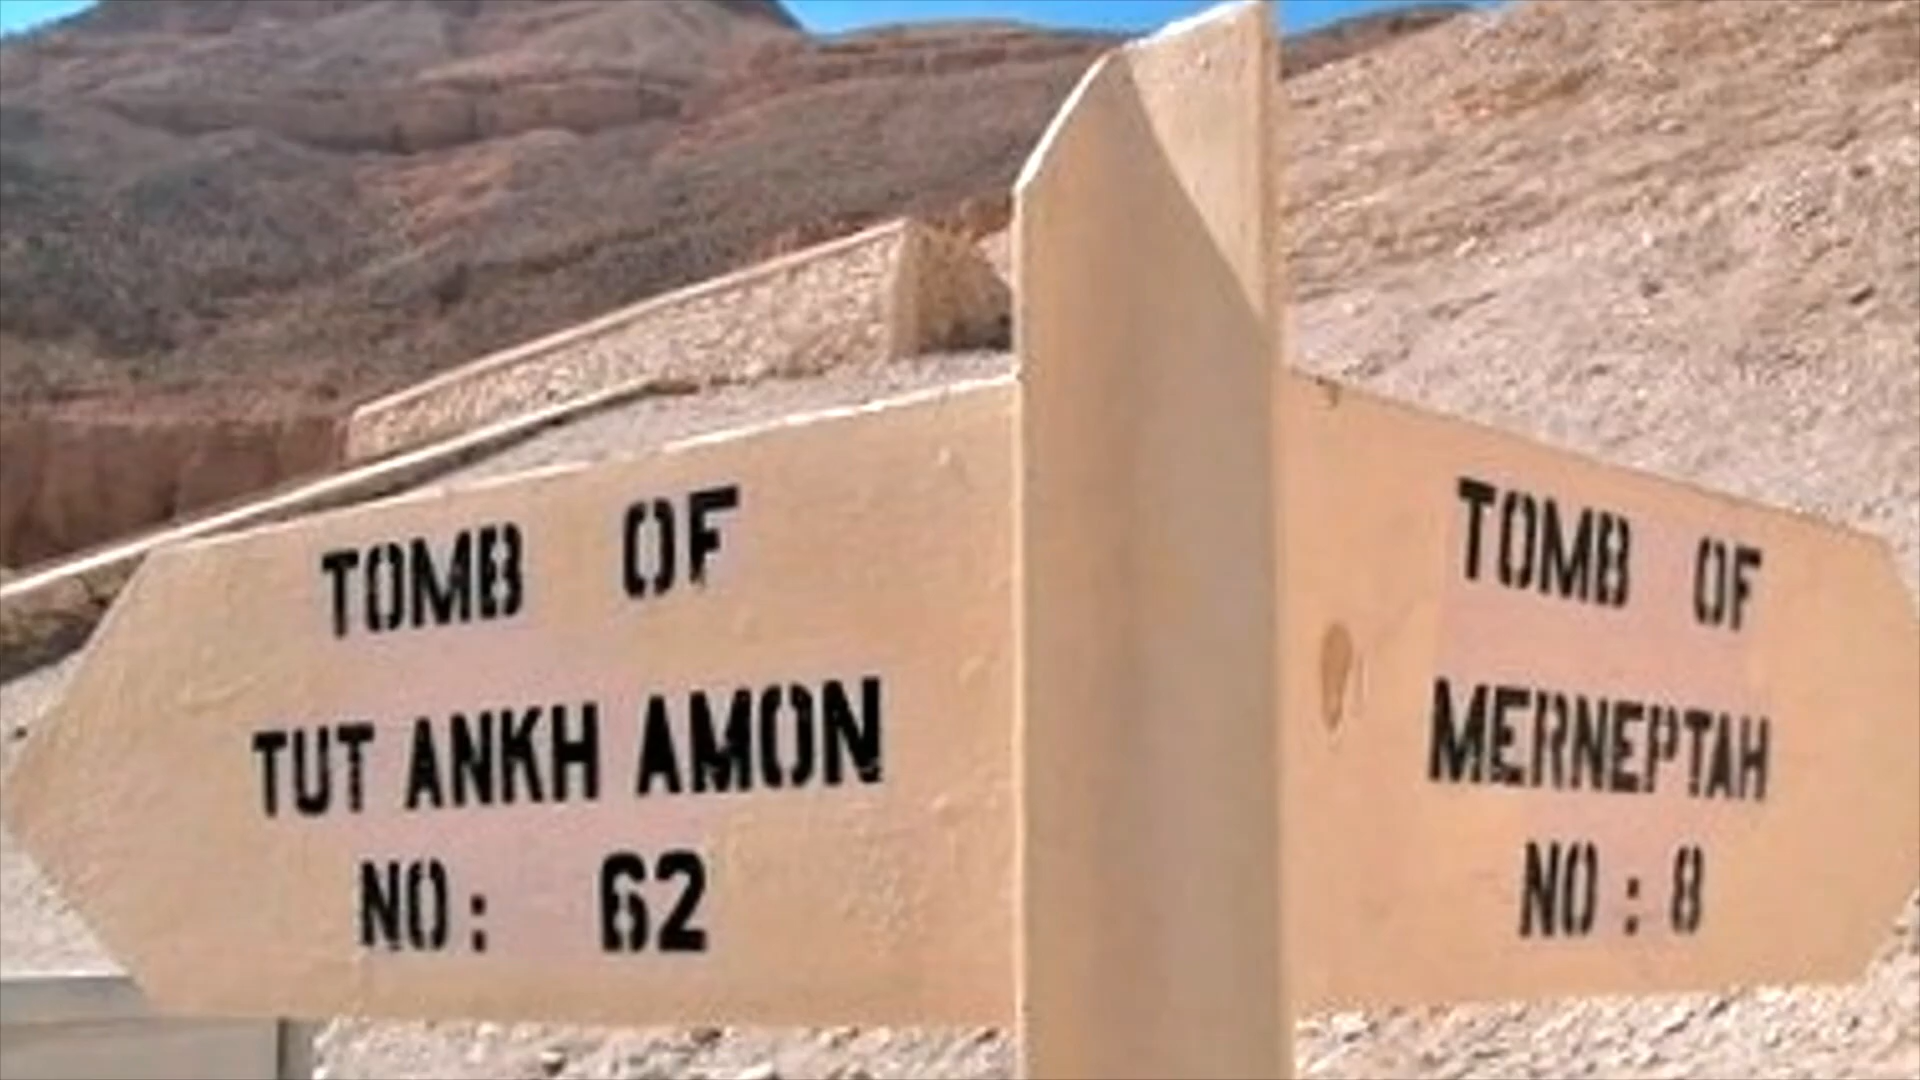 TOMB OF
TUT ANKH AMON
NO: 62
TOMB OF
MERNEPTAH
NO : 8